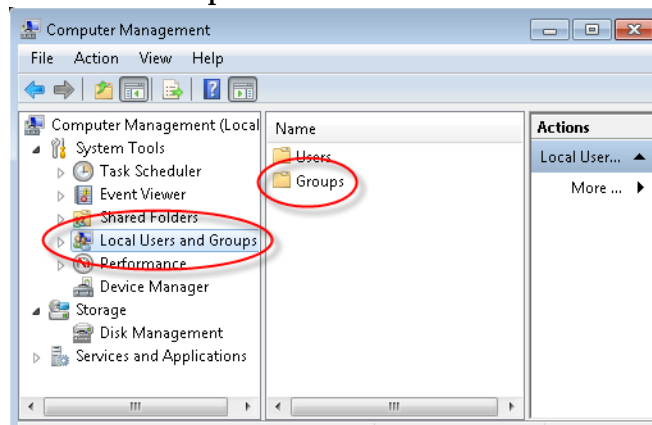 Computer Management
File Action View Help
Computer Management (Local
System Tools
Task Scheduler
Event Viewer
Shared Folders
Local Users and Groups
Performance
Device Manager
Storage
Disk Management
Services and Applications
Name
Users
Groups
Actions
Local User...
More ...